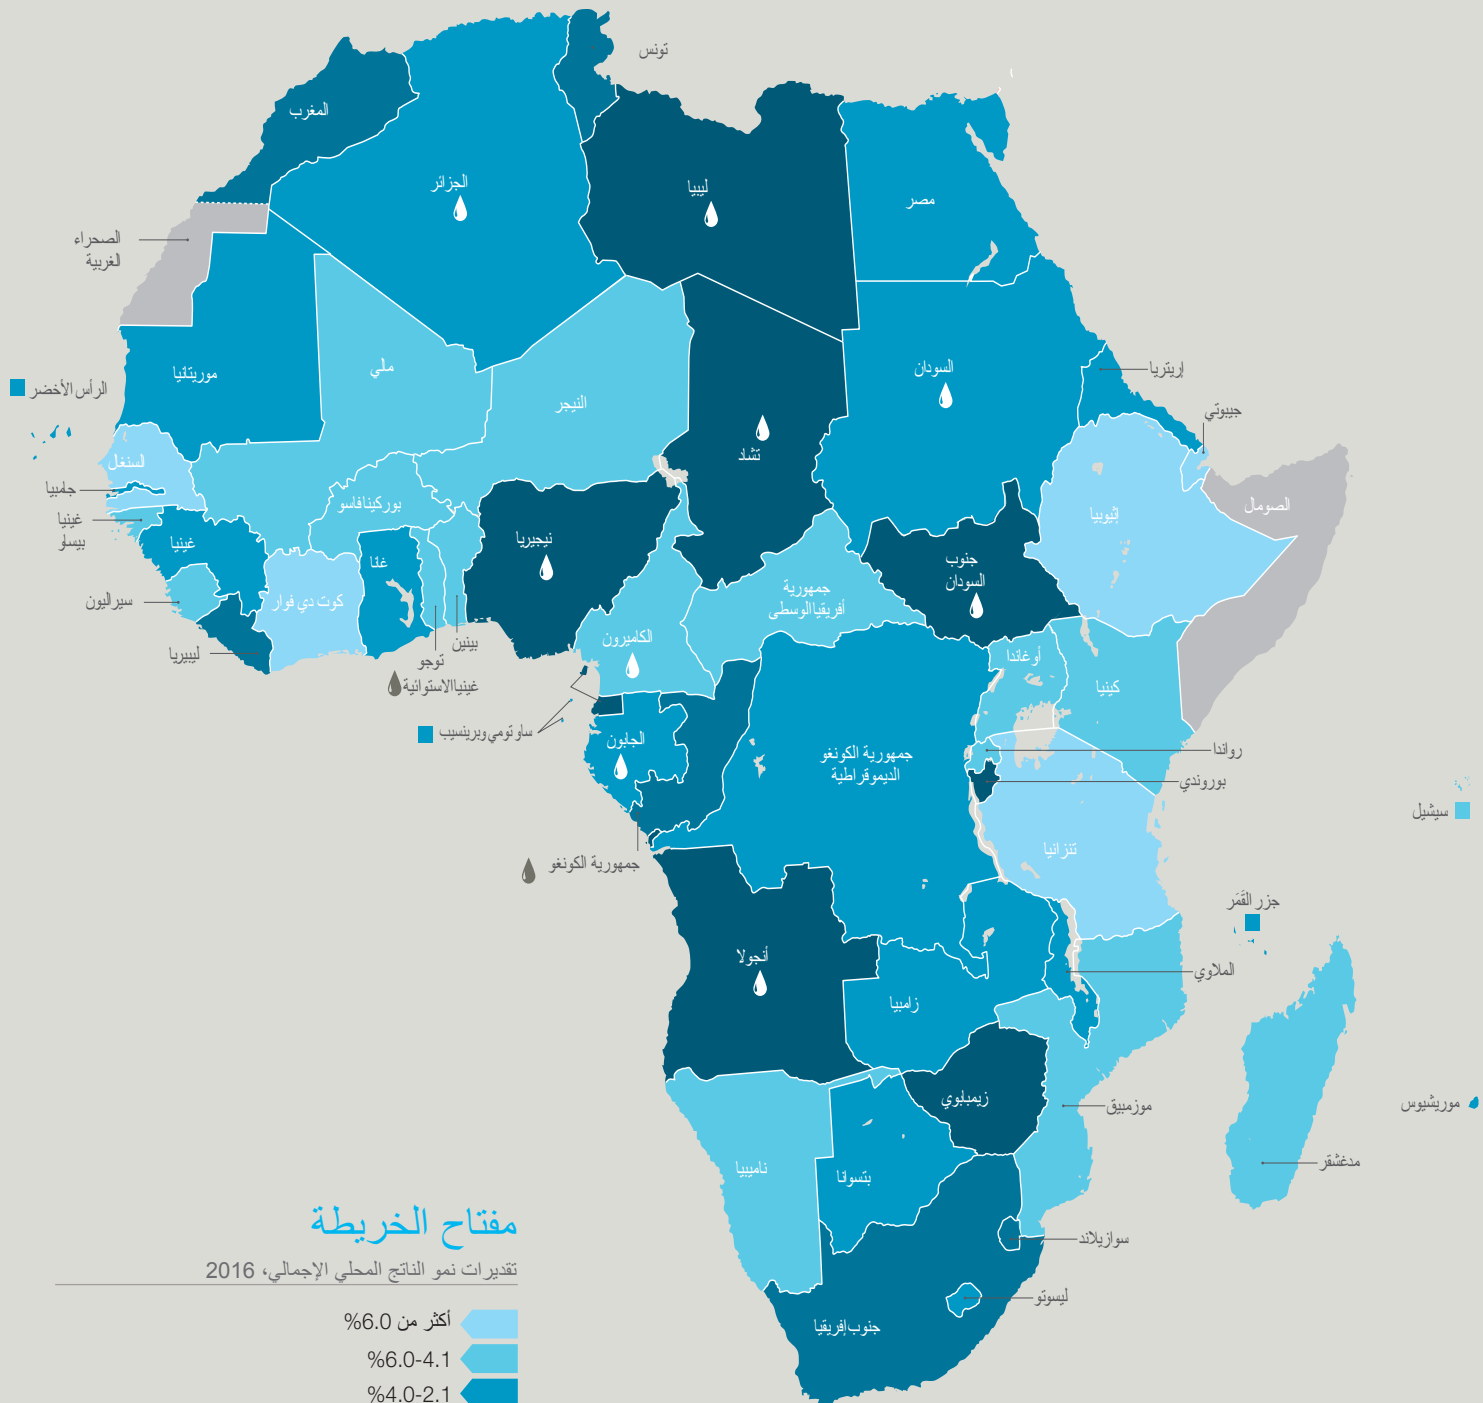 تونس
المغرب
الجزائر
ليبيا
مصر
الصحراء
الغربية
موريتانيا
مالي
النيجر
تشاد
السودان
إريتريا
الرأس الأخضر
جيبوتي
السنغال
جامبيا
غينيا
بيساو
بوركينافاسو
الصومال
إثيوبيا
غينيا
غانا
نيجيريا
جنوب
السودان
جمهورية
أفريقيا الوسطى
سيراليون
كوت دي فوار
الكاميرون
ليبيريا
توجو
بينين
أوغاندا
كينيا
غينيا الاستوائية
ساو تومي وبرينسيب
الجابون
جمهورية الكونغو
الديموقراطية
رواندا
بوروندي
سيشيل
تنزانيا
جمهورية الكونغو
جزر القَمَر
أنجولا
الملاوي
زامبيا
زيمبابوي
موزمبيق
موريشيوس
ناميبيا
بتسوانا
مدغشقر
سوازيلاند
ليسوتو
جنوب إفريقيا
مفتاح الخريطة
تقديرات نمو الناتج المحلي الإجمالي، 2016
أكثر من 6.0%
%6.0-4.1
%4.0-2.1